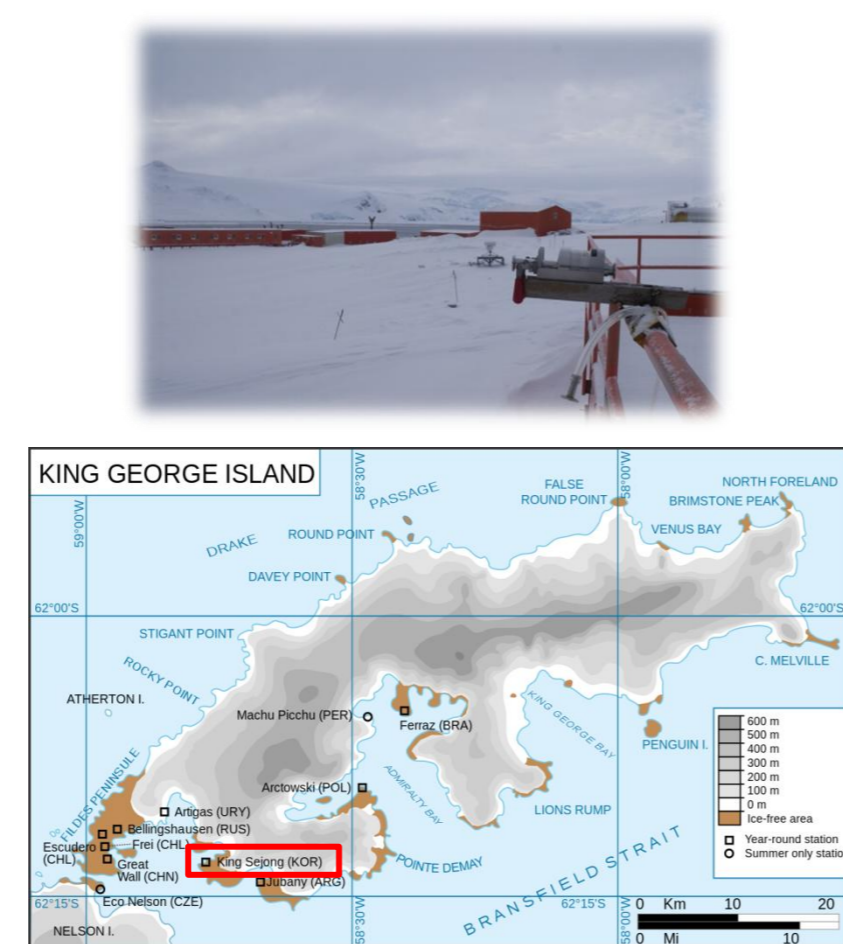 KING GEORGE ISLAND
59°00'W
58°30'W
58°00'W
DRAKE
PASSAGE
ROUND POINT
FALSE
ROUND POINT
NORTH FORELAND
BRIMSTONE PEAK
VENUS BAY
DAVEY POINT
62°00'S
62°00'S
STIGANT POINT
ROCKY POINT
C. MELVILLE
ATHERTON I.
Machu Picchu (PER)
Ferraz (BRA)
KING GEORGE BAY
PENGUIN I.
600 m
500 m
400 m
300 m
200 m
100 m
0 m
Ice-free area
Year-round station
Summer only statio
FILDES PENINSULE
Arctowski (POL)
ADMIRALTY BAY
LIONS RUMP
Artigas (URY)
Bellingshausen (RUS)
Escudero
(CHL)
Frei (CHL)
Great
Wall (CHN)
King Sejong (KOR)
POINTE DEMAY
Jubany (ARG)
BRANSFIELD STRAIT
Eco Nelson (CZE)
62°15'S
62°15'S
58°30'W
58°00'W
NELSON I.
0 Km 10 20
0 Mi 10